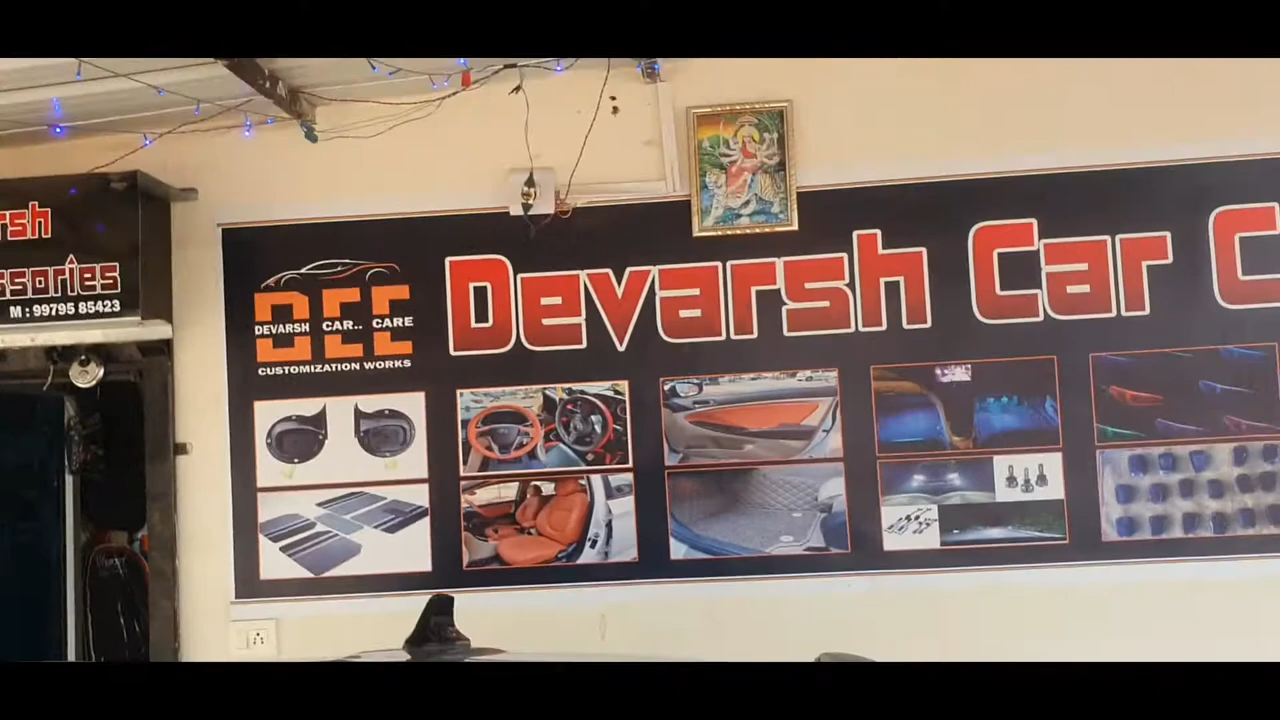 rsh
ssories
M : 99795 85423
DCC
DEVARSH CAR.. CARE
CUSTOMIZATION WORKS
Devarsh Car C